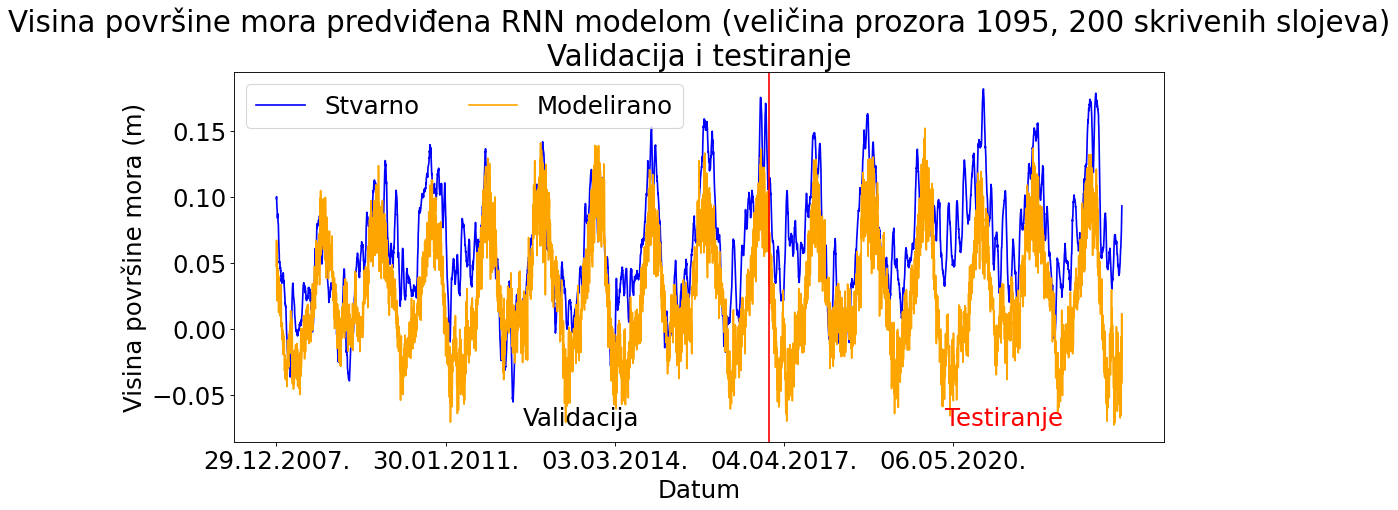 Visina površine mora predviđena RNN modelom (veličina prozora 1095, 200 skrivenih slojeva)
Validacija i testiranje
Stvarno Modelirano
Visina površine mora (m)
0.15
0.10
0.05
0.00
−0.05
Validacija Testiranje
29.12.2007. 30.01.2011. 03.03.2014. 04.04.2017. 06.05.2020.
Datum